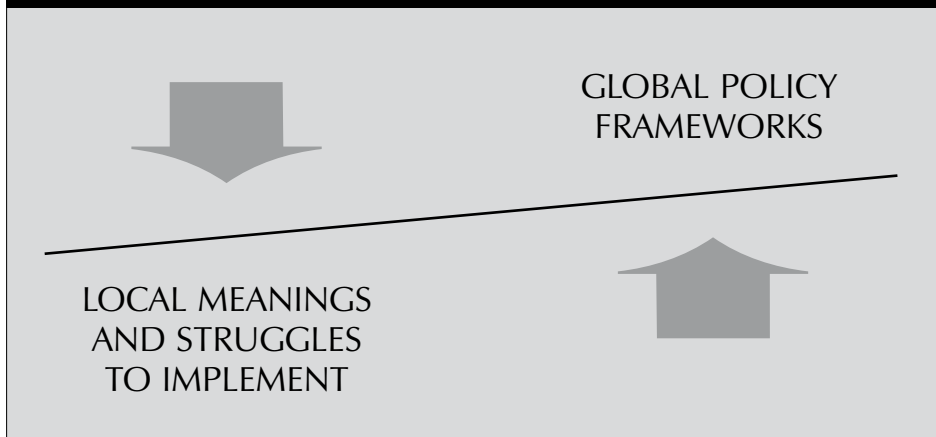 GLOBAL POLICY
FRAMEWORKS
LOCAL MEANINGS
AND STRUGGLES
TO IMPLEMENT